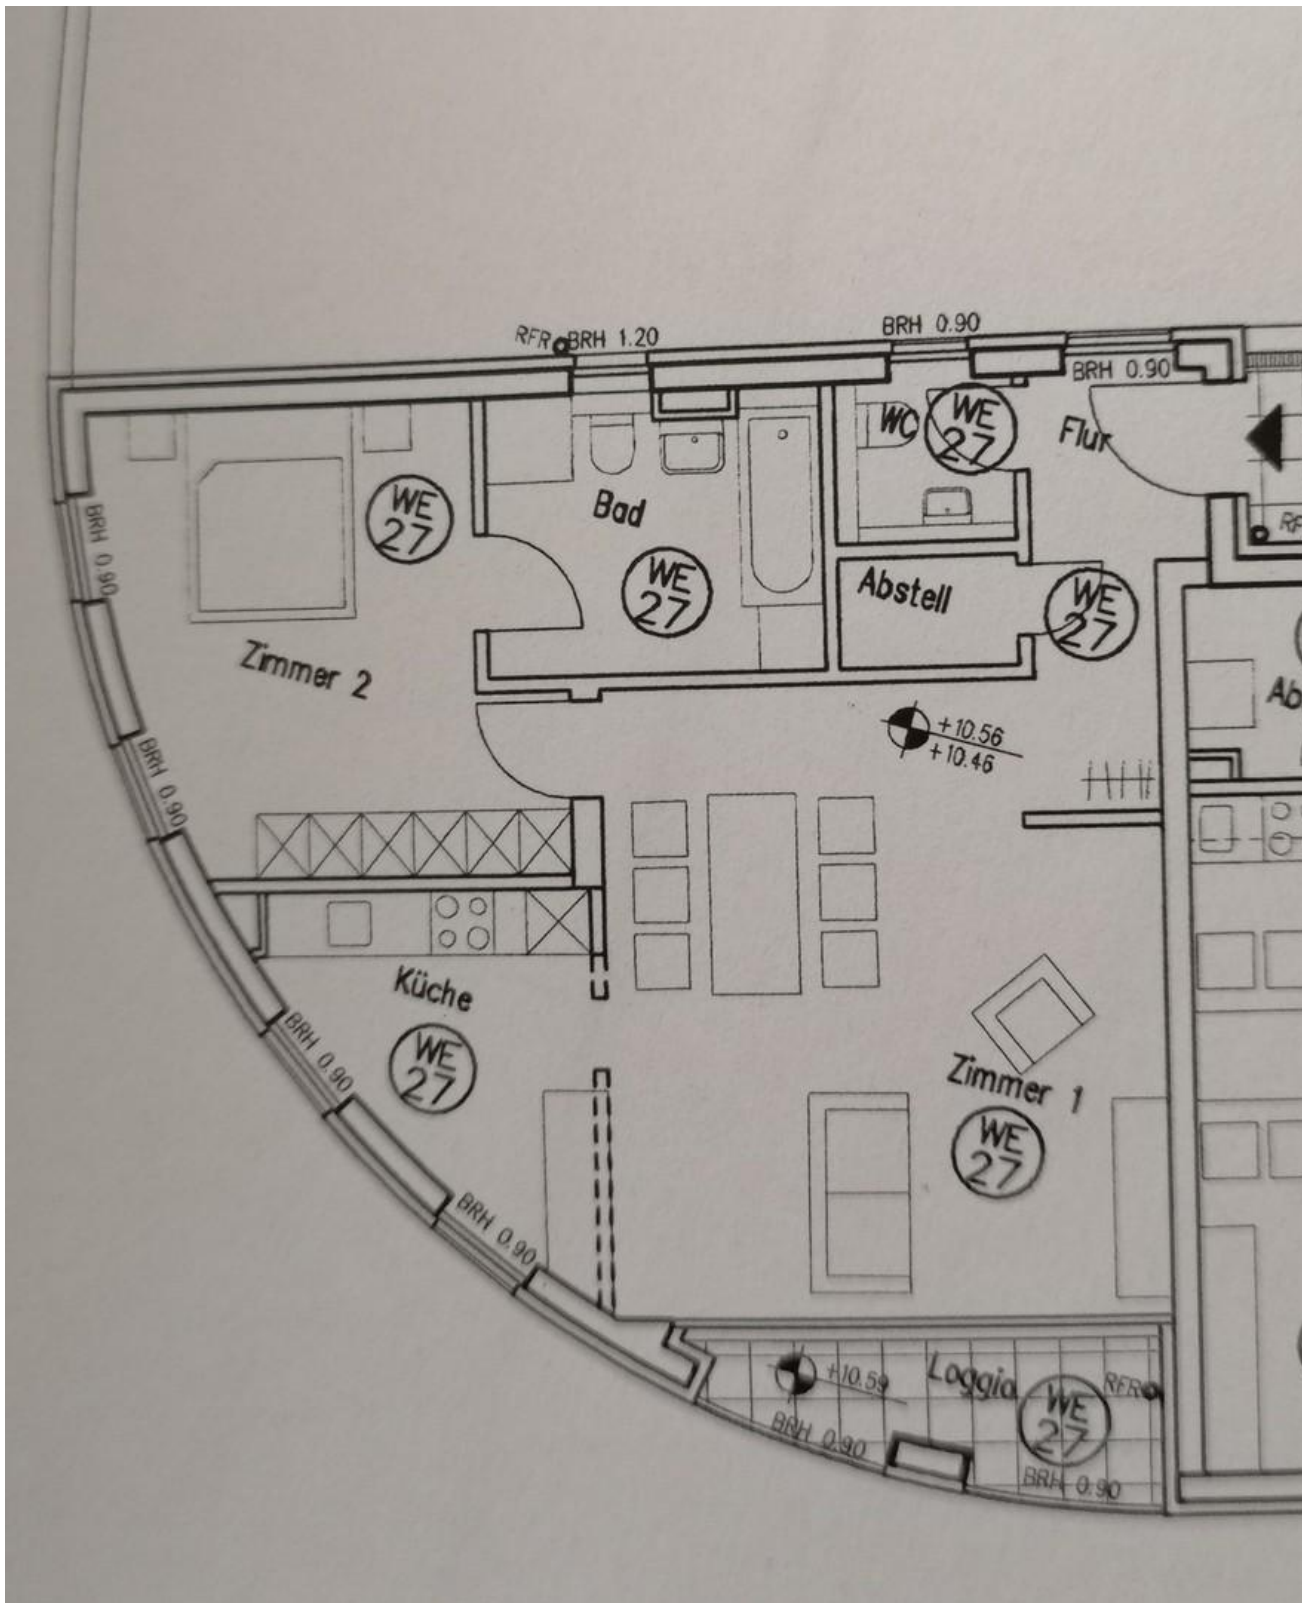 RFR BRH 1.20
BRH 0.90
BRH 0.90
WC
WE
27
Flur
WE
27
Bad
BRH 0.90
WE
27
Abstell
WE
27
Zimmer 2
+10.56
+10.46
BRH 0.90
Küche
WE
27
BRH 0.90
Zimmer 1
WE
27
BRH 0.90
+10.59
Loggia
RFR
WE
27
BRH 0.90
BRH 0.90